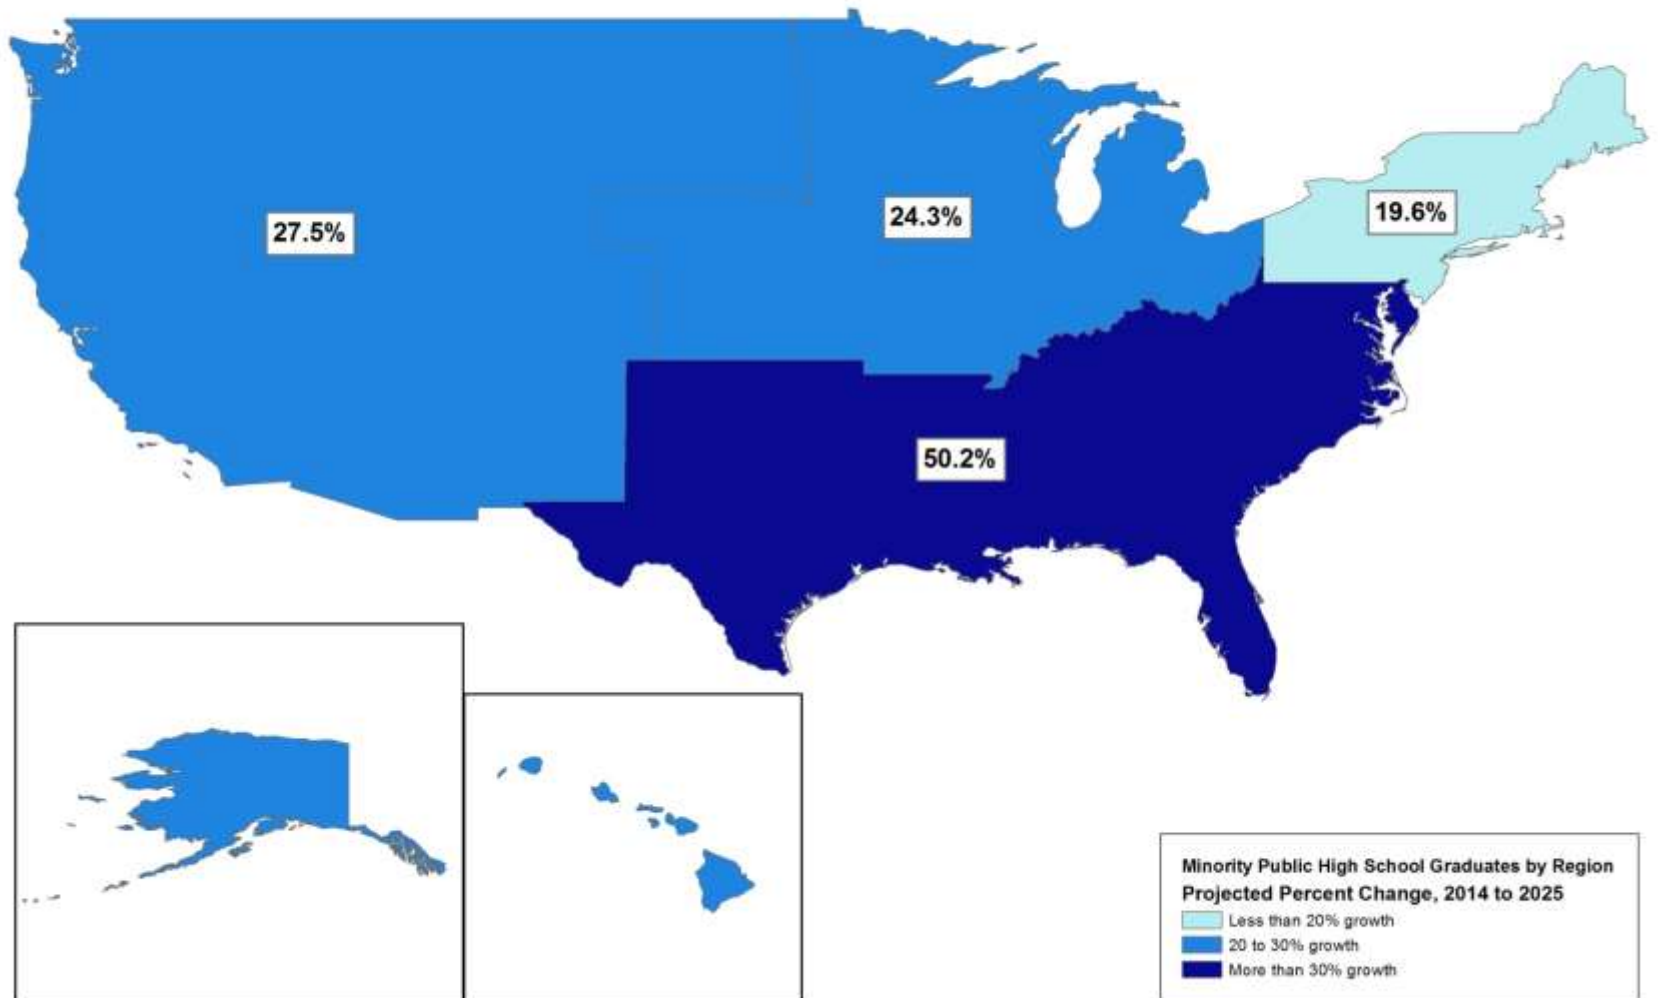 27.5%
24.3%
19.6%
50.2%
Minority Public High School Graduates by Region
Projected Percent Change, 2014 to 2025
Less than 20% growth
20 to 30% growth
More than 30% growth